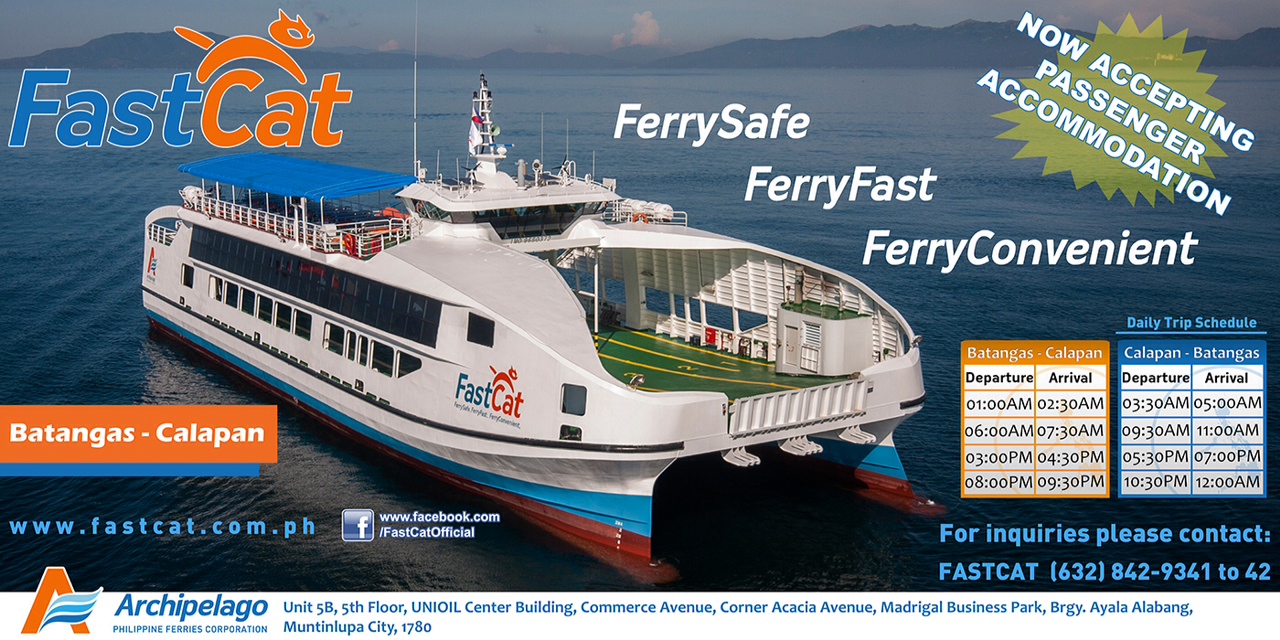 FastCat
NOW ACCEPTING
PASSENGER
ACCOMMODATION
FerrySafe
FerryFast
FerryConvenient
FastCat
FerrySafe. FerryFast. FerryConvenient.
Daily Trip Schedule
Batangas - Calapan
Departure Arrival
01:00AM 02:30AM
06:00AM 07:30AM
03:00PM 04:30PM
08:00PM 09:30PM
Calapan - Batangas
Departure Arrival
03:30AM 05:00AM
09:30AM 11:00AM
05:30PM 07:00PM
10:30PM 12:00AM
Batangas - Calapan
www.fastcat.com.ph
f
www.facebook.com
/FastCatOfficial
For inquiries please contact:
FASTCAT (632) 842-9341 to 42
Archipelago
PHILIPPINE FERRIES CORPORATION
Unit 5B, 5th Floor, UNIOIL Center Building, Commerce Avenue, Corner Acacia Avenue, Madrigal Business Park, Brgy. Ayala Alabang,
Muntinlupa City, 1780